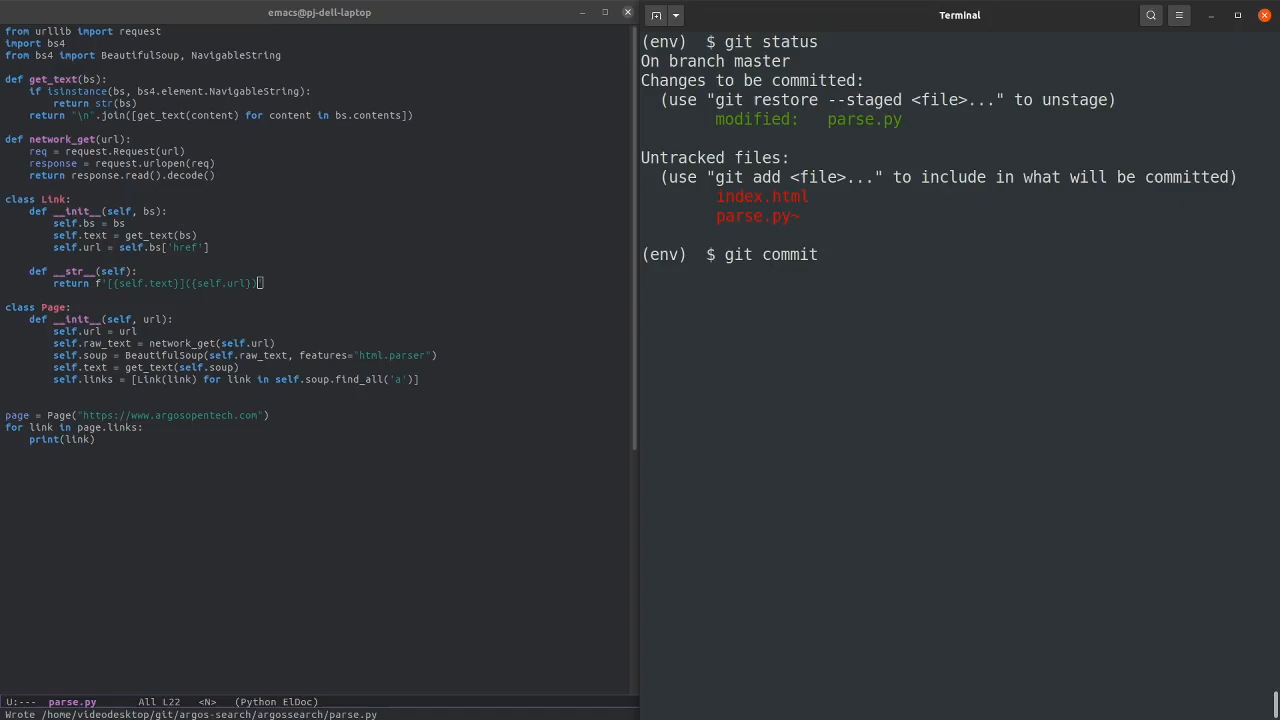 emacs@pj-dell-laptop
from urllib import request
import bs4
from bs4 import BeautifulSoup, NavigableString
def get_text(bs):
    if isinstance(bs, bs4.element.NavigableString):
        return str(bs)
    return "\n".join([get_text(content) for content in bs.contents])
def network_get(url):
    req = request.Request(url)
    response = request.urlopen(req)
    return response.read().decode()
class Link:
    def __init__(self, bs):
        self.bs = bs
        self.text = get_text(bs)
        self.url = self.bs['href']
    def __str__(self):
        return f'[{self.text}]({self.url})'
class Page:
    def __init__(self, url):
        self.url = url
        self.raw_text = network_get(self.url)
        self.soup = BeautifulSoup(self.raw_text, features="html.parser")
        self.text = get_text(self.soup)
        self.links = [Link(link) for link in self.soup.find_all('a')]
page = Page("https://www.argosopentech.com")
for link in page.links:
    print(link)
U:---  parse.py       All L22   <N>   (Python ElDoc)
Wrote /home/videodesktop/git/argos-search/argossearch/parse.py
Terminal
(env)  $ git status
On branch master
Changes to be committed:
  (use "git restore --staged <file>..." to unstage)
        modified:   parse.py
Untracked files:
  (use "git add <file>..." to include in what will be committed)
        index.html
        parse.py~
(env)  $ git commit